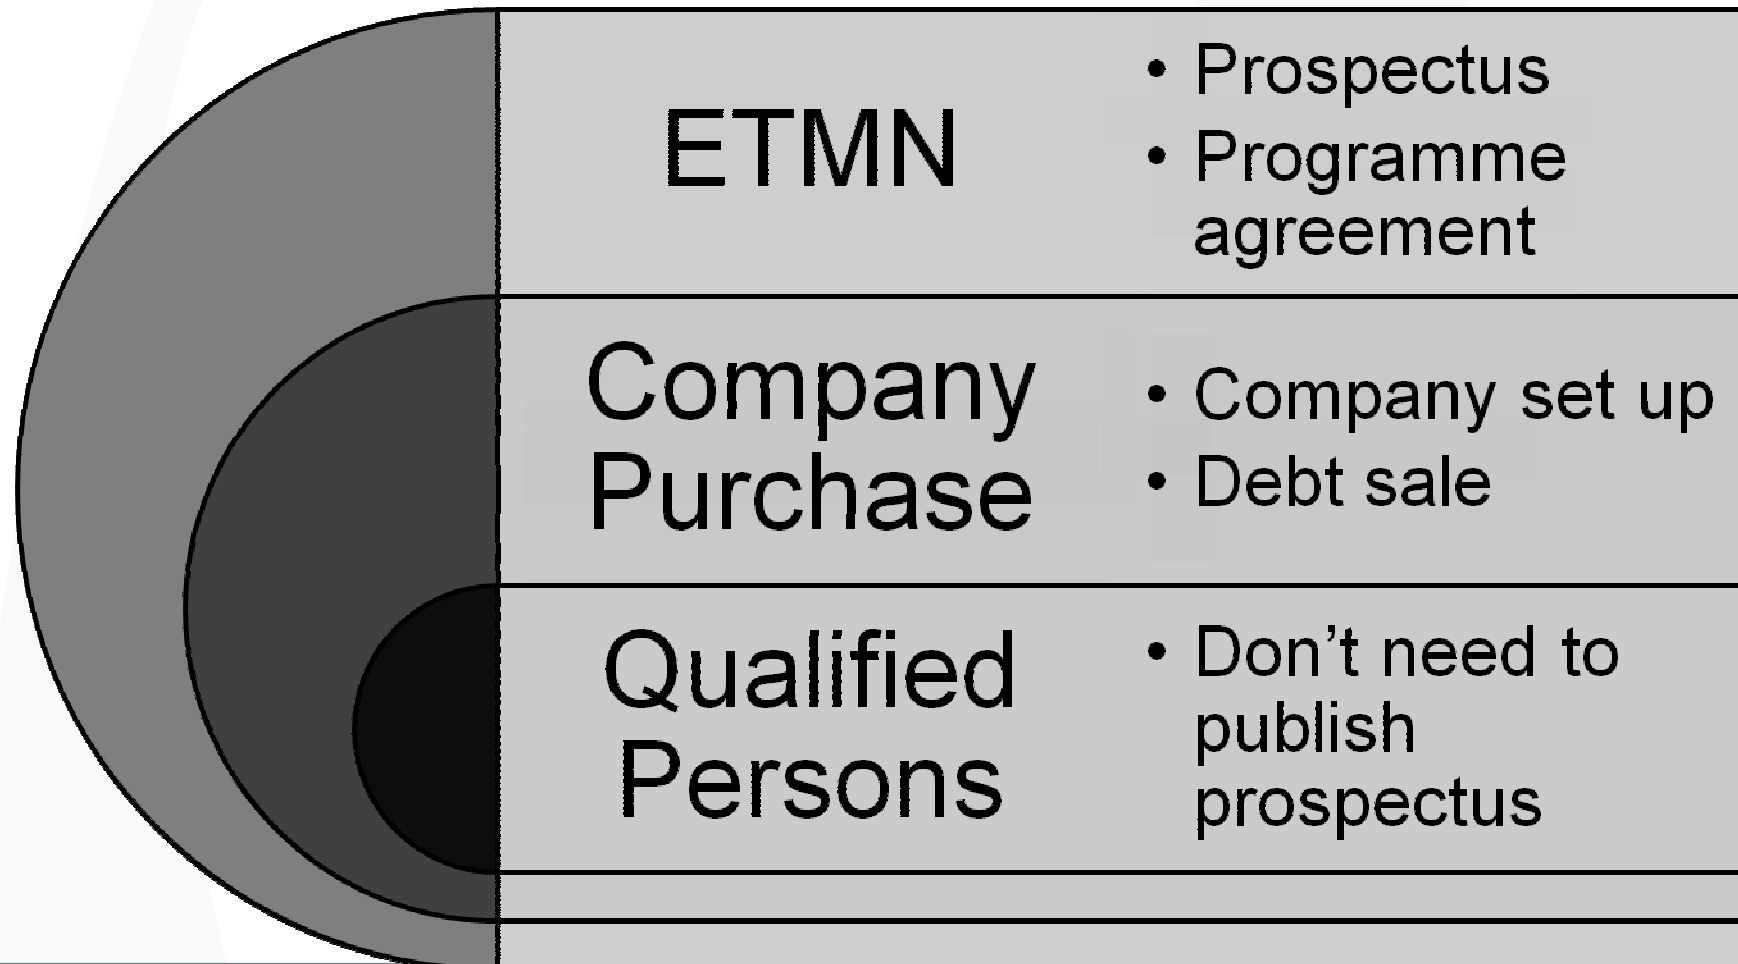 ETMN
• Prospectus
• Programme
agreement
Company
Purchase
• Company set up
• Debt sale
Qualified
Persons
• Don’t need to
publish
prospectus